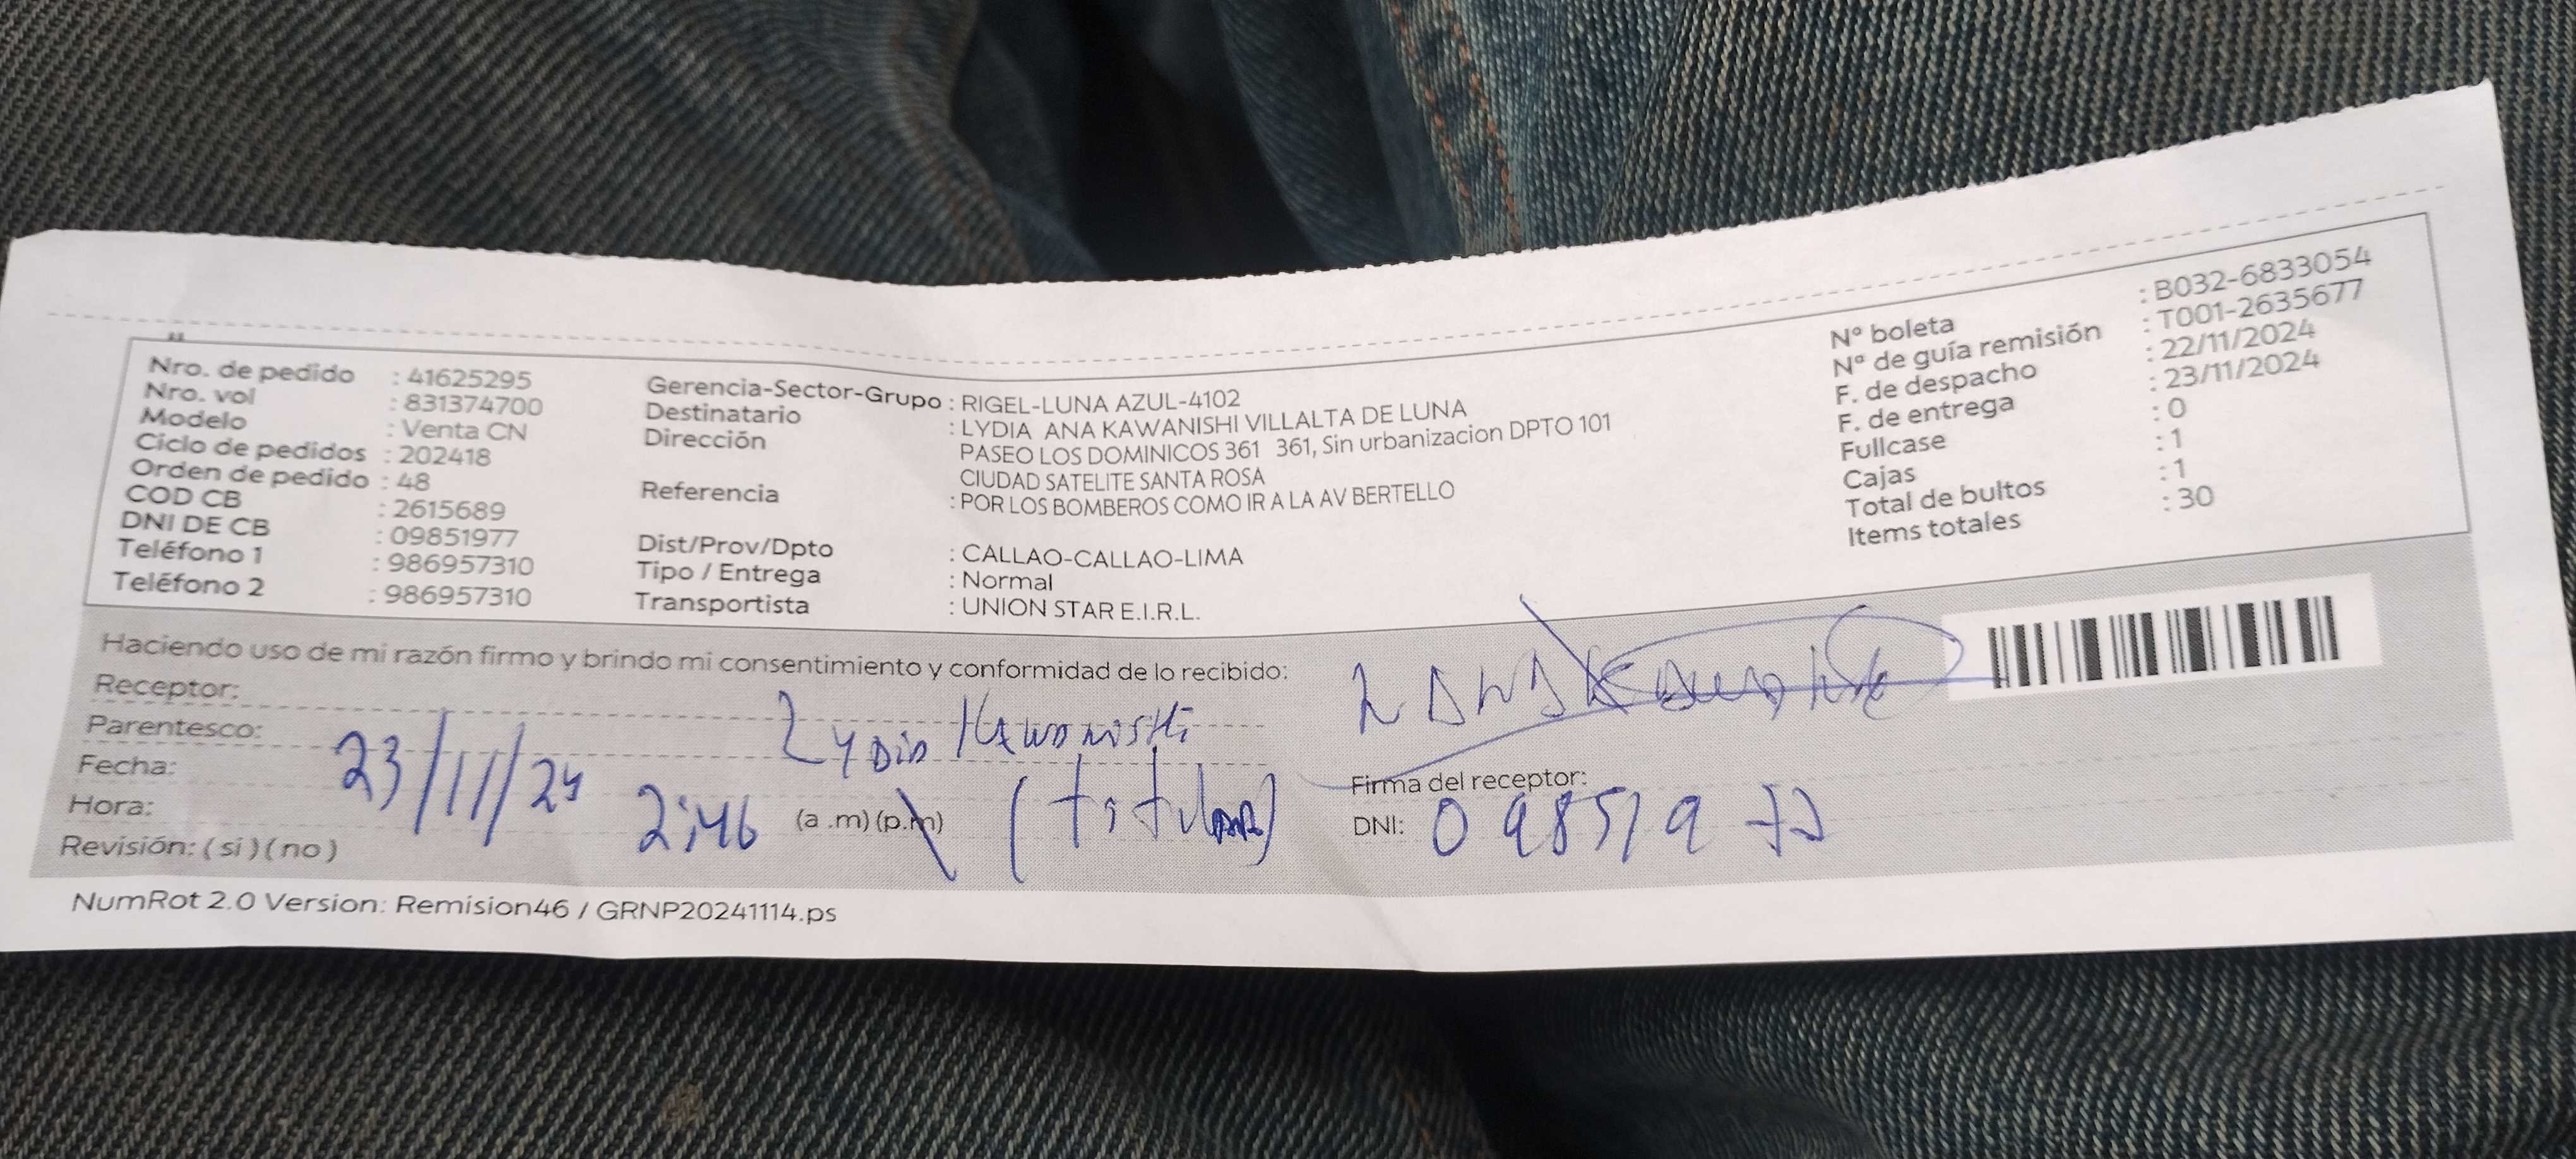 Nro. de pedido : 41625295
Nro. vol : 831374700
Modelo : Venta CN
Ciclo de pedidos : 202418
Orden de pedido : 48
COD CB : 2615689
DNI DE CB : 09851977
Teléfono 1 : 986957310
Teléfono 2 : 986957310
Gerencia-Sector-Grupo : RIGEL-LUNA AZUL-4102
Destinatario : LYDIA ANA KAWANISHI VILLALTA DE LUNA
Dirección PASEO LOS DOMINICOS 361 361, Sin urbanizacion DPTO 101
CIUDAD SATELITE SANTA ROSA
Referencia : POR LOS BOMBEROS COMO IR A LA AV BERTELLO
Dist/Prov/Dpto : CALLAO-CALLAO-LIMA
Tipo / Entrega : Normal
Transportista : UNION STAR E.I.R.L.
Nº boleta : B032-6833054
Nº de guía remisión : T001-2635677
F. de despacho : 22/11/2024
F. de entrega : 23/11/2024
Fullcase : 0
Cajas : 1
Total de bultos : 1
Items totales : 30
Haciendo uso de mi razón firmo y brindo mi consentimiento y conformidad de lo recibido:
Receptor: Lydia Kawanishi
Parentesco: (titular)
Fecha: 23/11/24
Hora: 2:46 (a .m) (p.m)
Revisión: ( si ) ( no )
Firma del receptor:
DNI: 09851977
NumRot 2.0 Version: Remision46 / GRNP20241114.ps